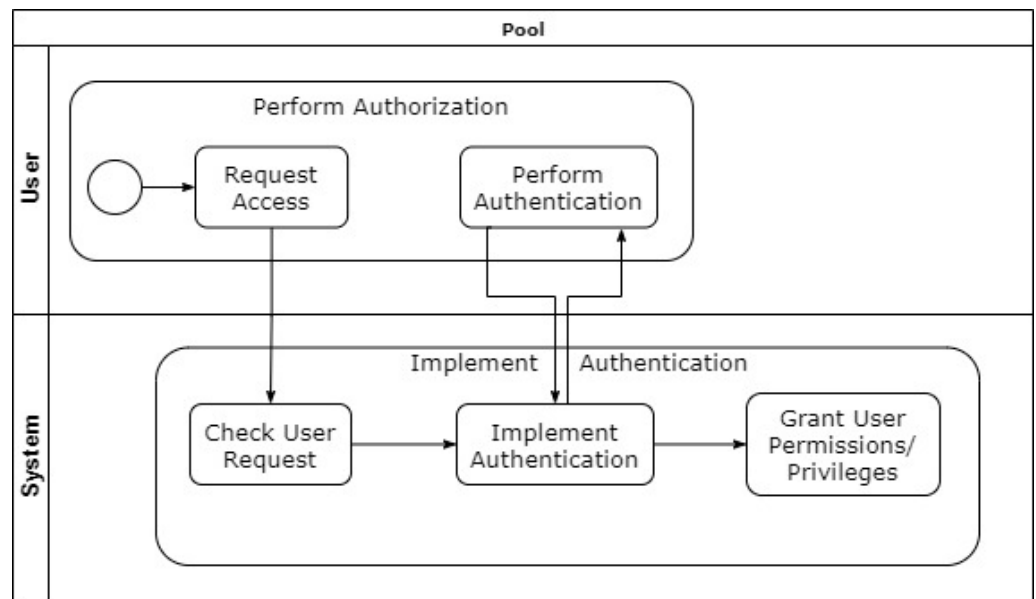 Pool
User
Perform Authorization
Request
Access
Perform
Authentication
System
Implement Authentication
Check User
Request
Implement
Authentication
Grant User
Permissions/
Privileges